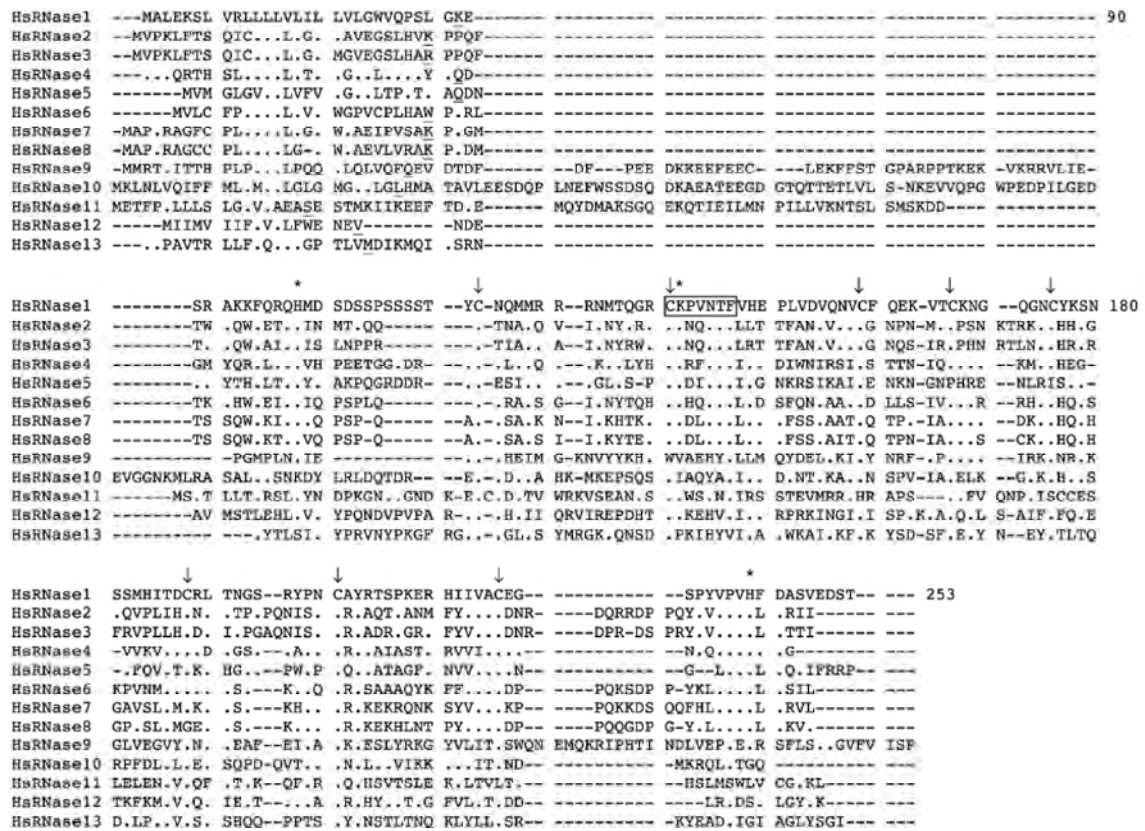 HsRNase1 ------MALEKSL VRLLLLVLIL LVLGWVQPSL GKE------- ---------- ---------- ---------- ---------- ---------- 90
HsRNase2 --MVPKLFTS QIC...L.G. .AVEGSLHVK PPQF------ ---------- ---------- ---------- ---------- ----------
HsRNase3 --MVPKLFTS QIC...L.G. MGVEGSLHAR PPQF------ ---------- ---------- ---------- ---------- ----------
HsRNase4 ---..QRTHS SL....L.T. .G..L....Y .QD------- ---------- ---------- ---------- ---------- ----------
HsRNase5 -------MVM GLGV..LVFV .G..LTP.T. AQDN------ ---------- ---------- ---------- ---------- ----------
HsRNase6 ------MVLC FP....L.V. WGPVCPLHAW P.RL------ ---------- ---------- ---------- ---------- ----------
HsRNase7 -MAP.RAGFC PL....L.G. W.AEIPVSAK P.GM------ ---------- ---------- ---------- ---------- ----------
HsRNase8 -MAP.RAGCC PL....LG-. W.AEVLVRAK P.DM------ ---------- ---------- ---------- ---------- ----------
HsRNase9 --MMRT.ITTH PLP..LPQQ .LQLVQFQEV DTDF------ ---DF--PEE DKKEEFEEC- --LEKFFSTG PARPPTKEK- VKRRVLIE--
HsRNase10 MKLNLVQIFF ML.M..LGLG MG..LGLHMA TAVLEESDQP LNEFWSSDSQ DKAEATEEGD GTQTTETLVL S-NKEVVQPG WPEDPILGED
HsRNase11 METFP.LLLS LG.V.AEASE STMKIIKEEF TD.E------ MQYDMAKSGQ EKQTIEILMN PILLVKNTSL SMSKDD---- ----------
HsRNase12 -----MIIMV IIF.V.LFWE NEV-----NDE------- ---------- ---------- ---------- ---------- ----------
HsRNase13 ---..PAVTR LLF.Q...GP TLVMDIKMQI .SRN------ ---------- ---------- ---------- ---------- ----------
* ↓ ↓* ↓ ↓ ↓
HsRNase1 --------SR AKKFQRQHMD SDSSPSSSST --YC-NQMMR R--RNMTQGR CKPVNTFVHE PLVDVQNVCF QEK-VTCKNG --QGNCYKSN 180
HsRNase2 --------TW .QW.ET..IN MT.QQ----- --..-TNA.Q V--.IN.Y.R. ..NQ...LLT TFAN.V...G NPN-M..PSN KTRK..HH.G
HsRNase3 --------T. .QW.AI..IS LNPPR----- --..-TIA..A .--I.NYRW. ..NQ...LRT TFAN.V...G NQS-IR.PHN RTLN..HR.R
HsRNase4 --------GM YQR.L...VH PEETGG.DR- --..-.L..Q .--.K..LYH ..RF...I.. DIWNIRSI.S TTN-IQ.... --KM..HEG-
HsRNase5 --------.. YTH.LT..Y. AKPQGRDDR- --..-ESI.. .--.GL.S-P ..DI...I.G NKRSIKAI.E NKN-GNPHRE --NLRIS.--
HsRNase6 --------TK .HW.EI..IQ PSPLQ----- --..-.RA.S G--I.NYTQH ..HQ...L.D SFQN.AA..D LLS-IV...R --RH..HQ.S
HsRNase7 --------TS SQW.KI...Q PSP-Q----- --A.-.SA.K N--I.KHTK. ..DL...L.. .FSS.AAT.Q TP.-IA.... --DK..HQ.H
HsRNase8 --------TS SQW.KT..VQ PSP-Q----- --A.-.SA.S I--I.KYTE. ..DL...L.. .FSS.AIT.Q TPN-IA...S --CK..HQ.H
HsRNase9 --------- -PGMPLN.IE ---------- --..-.HEIM G-KNVYYKH. WVAEHY.LLM QYDEL.KI.Y NRF--P.... --.IRK.NR.K
HsRNase10 EVGGNKMLRA SAL..SNKDY LRLDQTDR-- --E.-.D..A HK-MKEPSQS .IAQYA.I.. .DNT.KA..N SPV-IA.ELK --G.K.H..S
HsRNase11 ------MS.T LLT.RSL.YN DPKGN..GND K-E.C.D.TV WRKVSEAN.S ..WS.N.IRS STEVMRR.HR APS---.FV QNP.ISCCES
HsRNase12 -------AV MSTLEHL.V. YPQNDVPVPA R--..-.H.II QRVIREPDHT ..KEHV.I.. RPRKINGI.I SP.K.A.Q.L S-AIF.FQ.E
HsRNase13 --------- -.YTLSI.. YPRVNYPKGF RG--..-GL.S YMRGK.QNSD .PKIHYVI.A .WKAI.KF.K YSD-SF.E.Y N--EY.TLTQ
↓ ↓ ↓ *
HsRNase1 SSMHITDCRL TNGS--RYPN CAYRTSPKER HIIVACEG-- ---------- --SPYVPVHF DASVEDST-- --- 253
HsRNase2 .QVPLIH.N. .TP.PQNIS. .R.AQT.ANM FY....DNR- ----DQRRDP PQY.V....L .RII------ ---
HsRNase3 FRVPLLH.D. I.PGAQNIS. .R.ADR.GR. FYV...DNR- ----DPR-DS PRY.V....L .TTI------ ---
HsRNase4 -VVKV....D .GS.---A.. .R..AIAST. RVVI....-- ---------- --N.Q..... .G-------- ---
HsRNase5 -.FQV.T.K. HG.---PW.P .Q..ATAGF. NVV....N-- ---------- --G--L...L .Q.IFRRP-- ---
HsRNase6 KPVNM..... .S.---K..Q .R.SAAAQYK FF...DP--- ----PQKSDP P-YKL....L .SIL------ ---
HsRNase7 GAVSL.M.K. .S.---KH.. .R.KEKRQNK SYV...KP-- ----PQKKDS QQFHL....L .RVL------ ---
HsRNase8 GP.SL.MGE. .S.---K... .R.KEKHLNT PY....DP-- ----PQQGDP G-Y.L....L .KV.------ ---
HsRNase9 GLVEGVY.N. .EAF--EI.A .K.ESLYRKG YVLIT.SWQN EMQKRIPHTI NDLVEP.E.R SFLS..GVFV ISP
HsRNase10 RPFDL..L.E SQPD-QVT.. .N.L..VIKK ...IT.ND-- ---------- --MKRQL.TGQ ---------- ---
HsRNase11 LELEN.V.QF .T.K--QF.R .Q.HSVTSLE K.LTVLT.-- ---------- --HSLMSWLV CG.KL----- ---
HsRNase12 TKFKM.V.Q. IE.T----A. .R.HY..T.G FVL.T.DD-- ---------- ----LR.DS. LGY.K----- ---
HsRNase13 D.LP..V.S. SHQQ--PPTS .Y.NSTLTNQ KLYLL.SR-- ---------- --KYEAD.IGI AGLYSGI--- ---